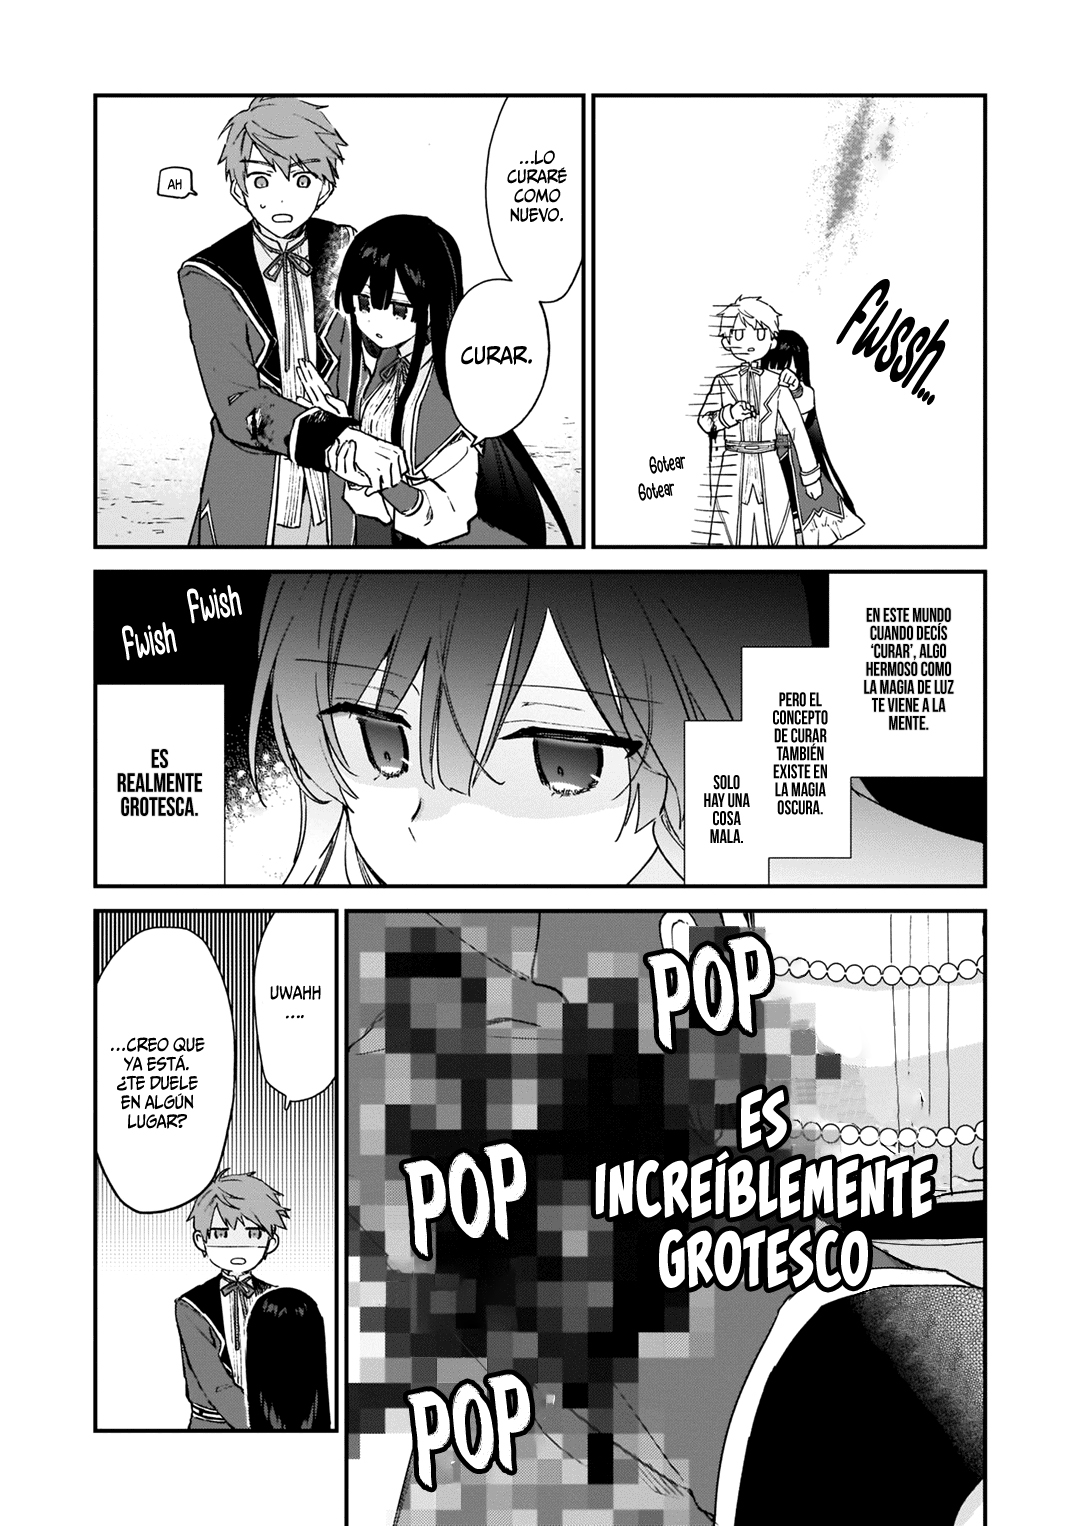 Fwssh...
Gotear
Gotear
...LO
CURARÉ
COMO
NUEVO.
AH
CURAR.
EN ESTE MUNDO
CUANDO DECÍS
'CURAR', ALGO
HERMOSO COMO
LA MAGIA DE LUZ
TE VIENE A LA
MENTE.
PERO EL
CONCEPTO
DE CURAR
TAMBIÉN
EXISTE EN
LA MAGIA
OSCURA.
SOLO
HAY UNA
COSA
MALA.
Fwish
Fwish
ES
REALMENTE
GROTESCA.
POP
ES
INCREÍBLEMENTE
GROTESCO
POP
POP
UWAHH
....
...CREO QUE
YA ESTÁ.
¿TE DUELE
EN ALGÚN
LUGAR?